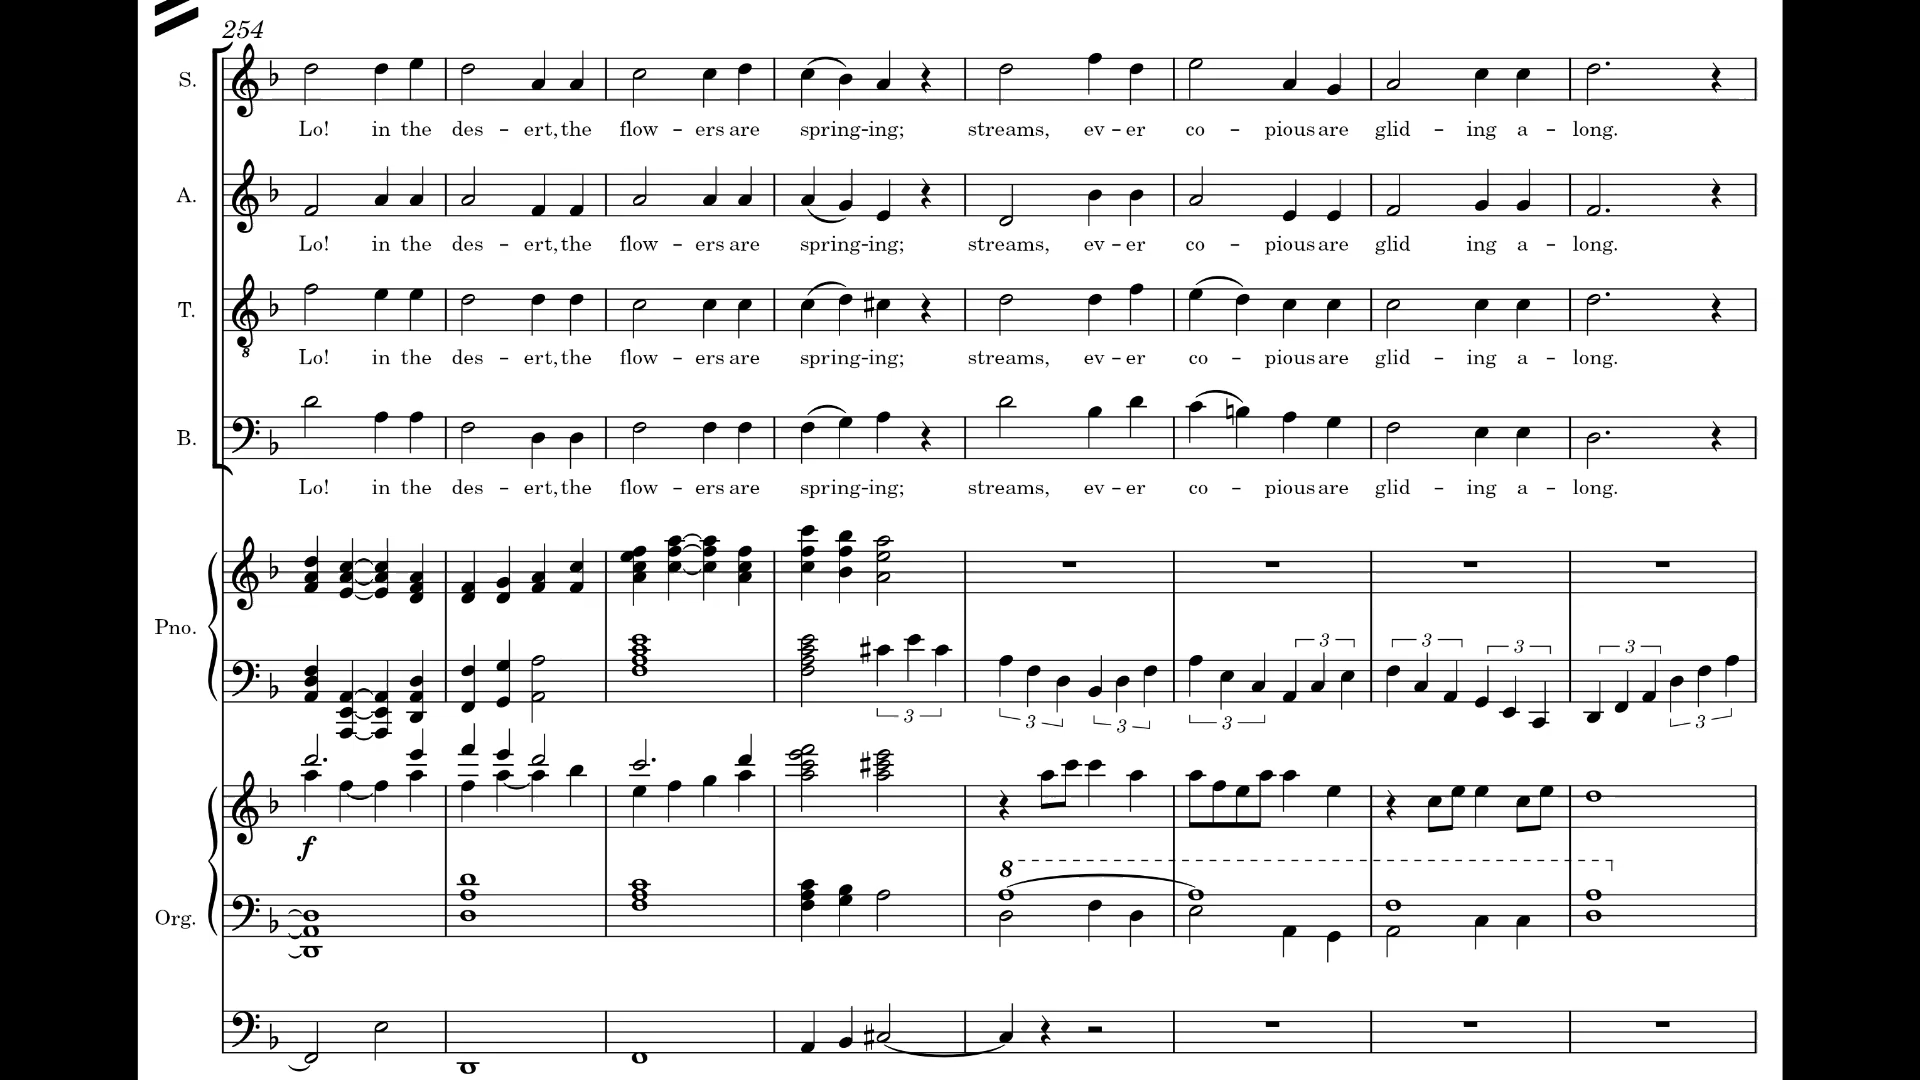 254
S.
Lo! in the des - ert, the flow - ers are spring-ing; streams, ev - er co - pious are glid - ing a - long.
A.
Lo! in the des - ert, the flow - ers are spring-ing; streams, ev - er co - pious are glid ing a - long.
T.
8
Lo! in the des - ert, the flow - ers are spring-ing; streams, ev - er co - pious are glid - ing a - long.
B.
Lo! in the des - ert, the flow - ers are spring-ing; streams, ev - er co - pious are glid - ing a - long.
Pno.
3 3 3
3 3 3 3 3
f
8
Org.